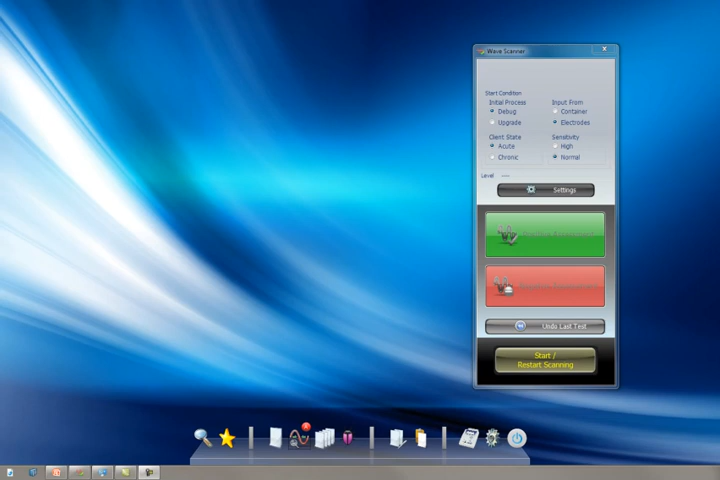 Wave Scanner
Start Condition
Initial Process
Input From
Debug
Container
Upgrade
Electrodes
Client State
Sensitivity
Acute
High
Chronic
Normal
Level ----
Settings
Undo Last Test
Start /
Restart Scanning